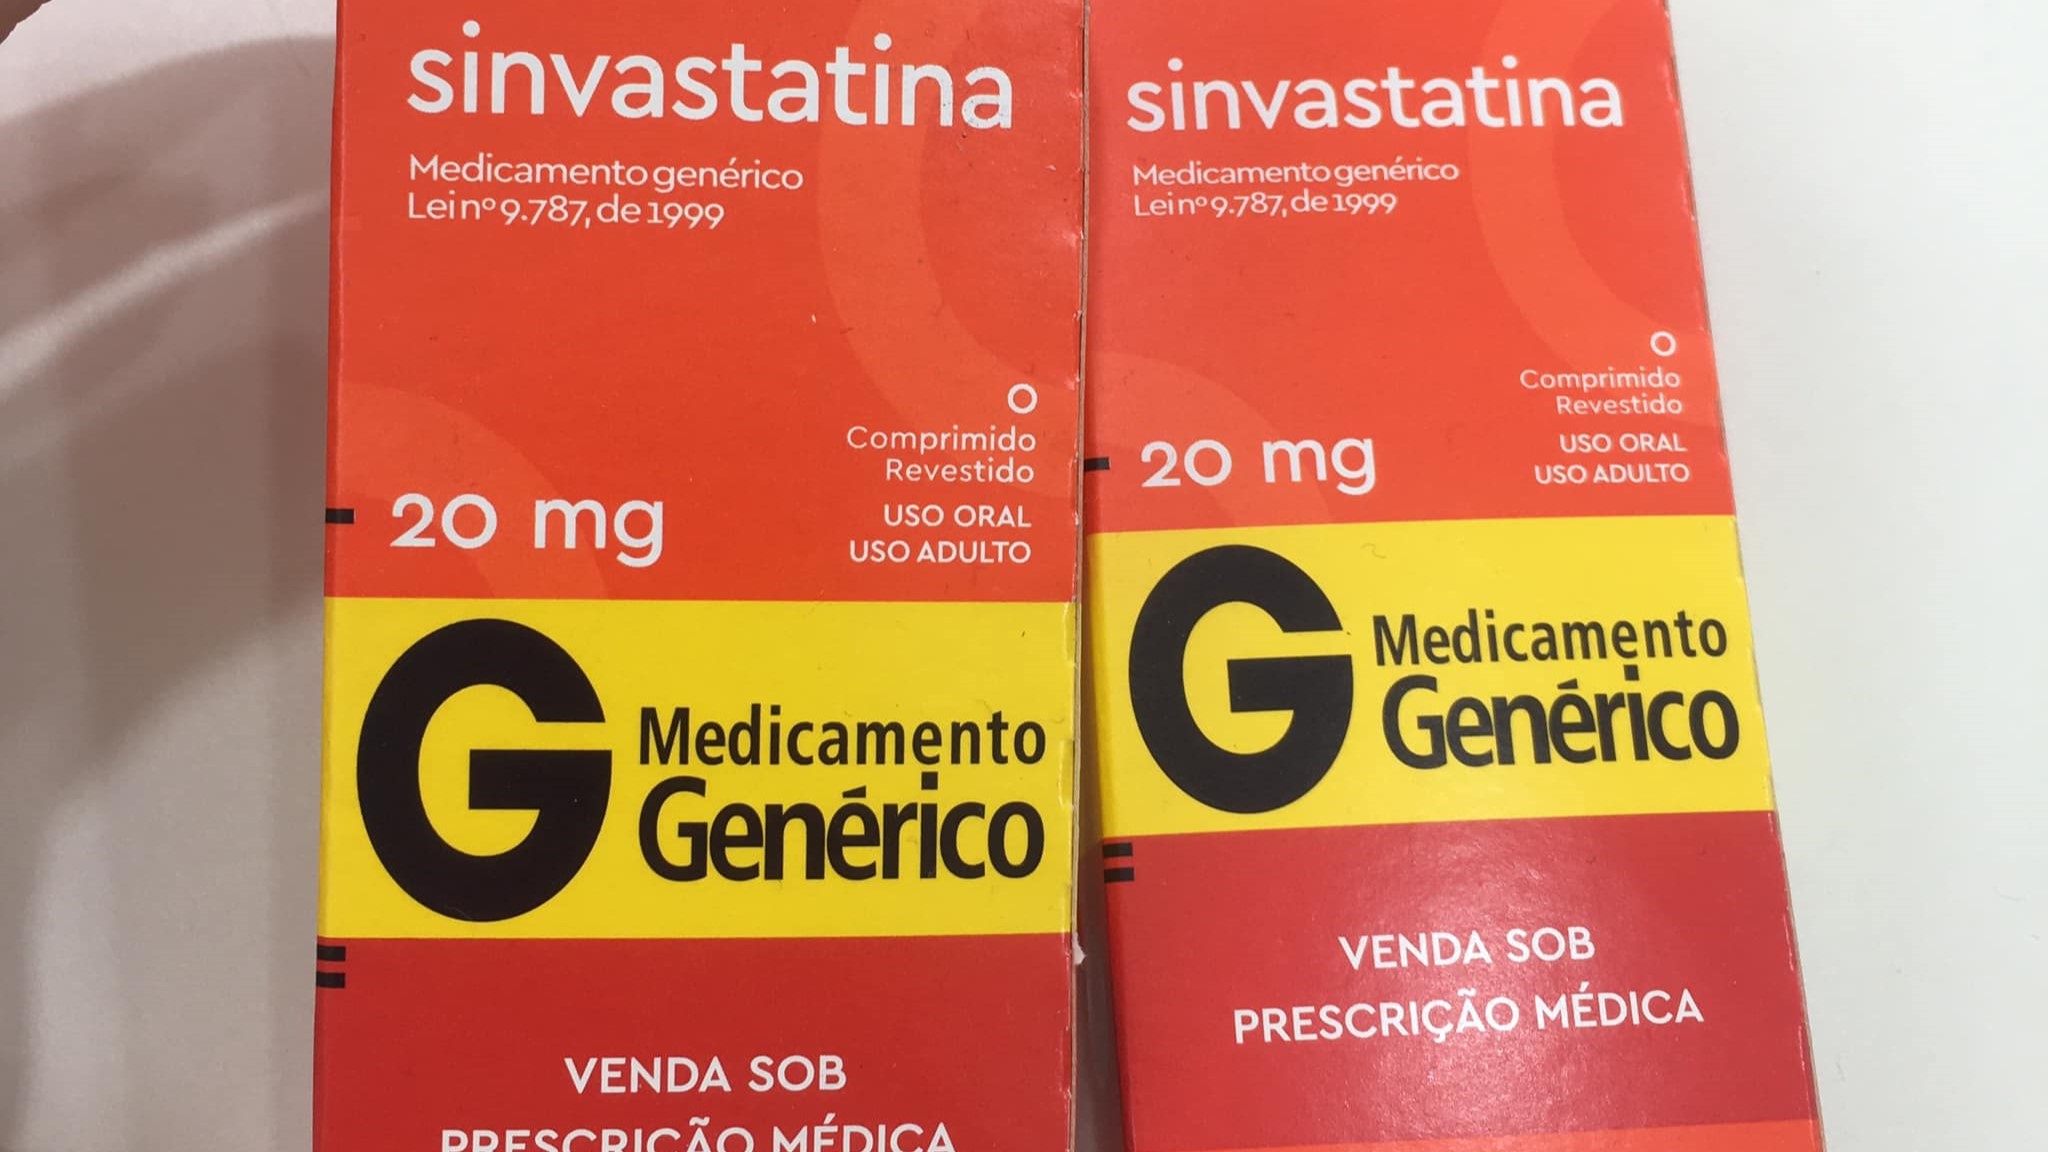 sinvastatina
Medicamento genérico
Lei nº 9.787, de 1999
Comprimido
Revestido
20 mg
USO ORAL
USO ADULTO
G
Medicamento
Genérico
VENDA SOB
PRESCRIÇÃO MÉDICA
sinvastatina
Medicamento genérico
Lei nº 9.787, de 1999
Comprimido
Revestido
20 mg
USO ORAL
USO ADULTO
G
Medicamento
Genérico
VENDA SOB
PRESCRIÇÃO MÉDICA